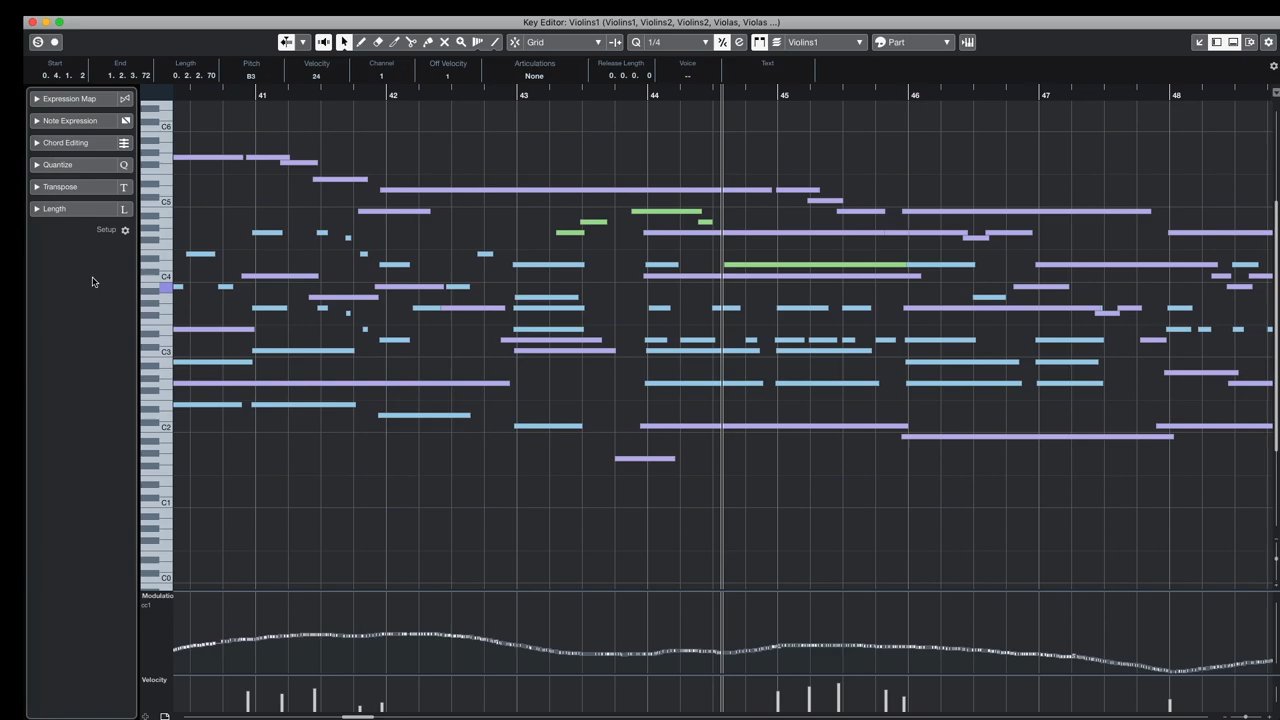 Key Editor: Violins1 (Violins1, Violins2, Violins2, Violas, Violas ...)
S Grid Q 1/4 Violins1 Part
Start End Length Pitch Velocity Channel Off Velocity Articulations Release Length Voice Text
0. 4. 1. 2 1. 2. 3. 72 0. 2. 2. 70 B3 24 1 1 None 0. 0. 0. 0 --
41 42 43 44 45 46 47 48
Expression Map
Note Expression
Chord Editing
Quantize Q
Transpose T
Length L
Setup
C6
C5
C4
C3
C2
C1
C0
Modulatio
cc1
Velocity